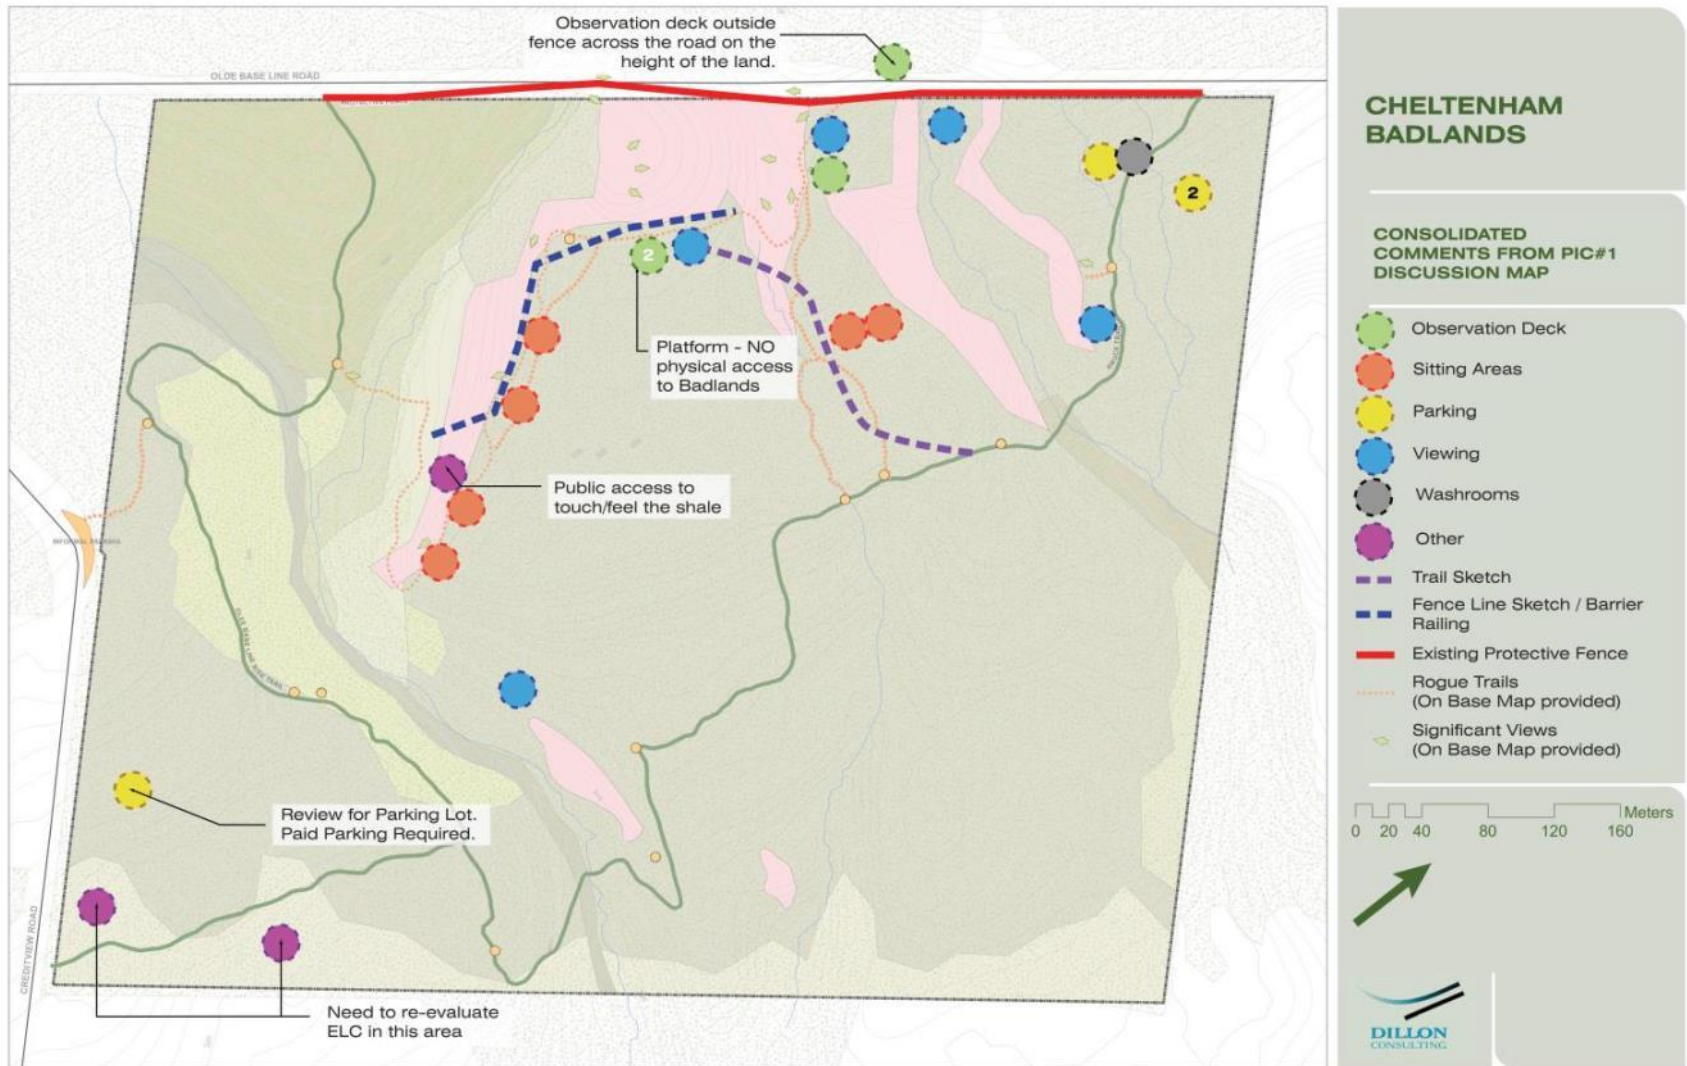 Observation deck outside
fence across the road on the
height of the land.
OLDE BASE LINE ROAD
2
2
Platform - NO
physical access
to Badlands
Public access to
touch/feel the shale
OLDE BASE LINE ROAD TRAIL
Review for Parking Lot.
Paid Parking Required.
CREDITVIEW ROAD
Need to re-evaluate
ELC in this area
CHELTENHAM
BADLANDS
CONSOLIDATED
COMMENTS FROM PIC#1
DISCUSSION MAP
Observation Deck
Sitting Areas
Parking
Viewing
Washrooms
Other
Trail Sketch
Fence Line Sketch / Barrier
Railing
Existing Protective Fence
Rogue Trails
(On Base Map provided)
Significant Views
(On Base Map provided)
Meters
0 20 40 80 120 160
DILLON
CONSULTING